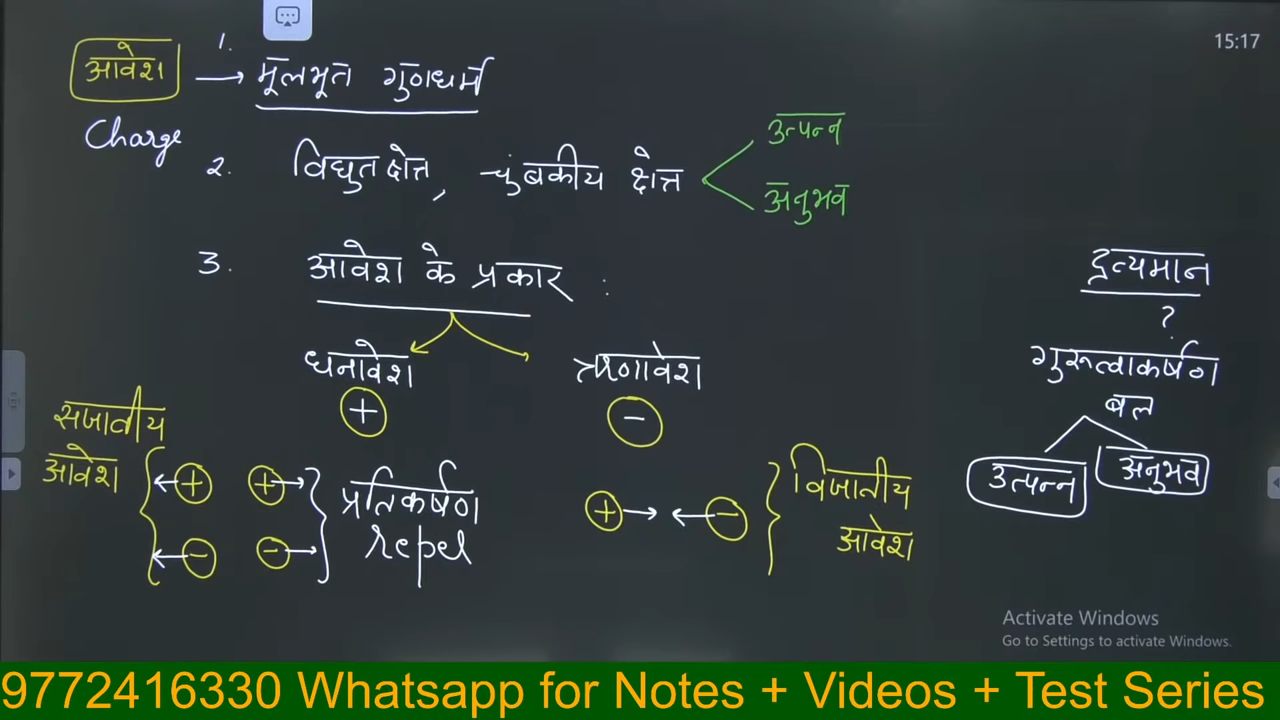 15:17
1.
आवेश → मूलभूत गुणधर्म
Charge
2. विद्युत क्षेत्र, चुंबकीय क्षेत्र
उत्पन्न
अनुभव
3. आवेश के प्रकार :
धनावेश
+
ऋणावेश
-
सजातीय
आवेश
+ +
- -
प्रतिकर्षण
repel
+ -
विजातीय
आवेश
द्रव्यमान
?
गुरुत्वाकर्षण
बल
उत्पन्न
अनुभव
Activate Windows
Go to Settings to activate Windows.
9772416330 Whatsapp for Notes + Videos + Test Series